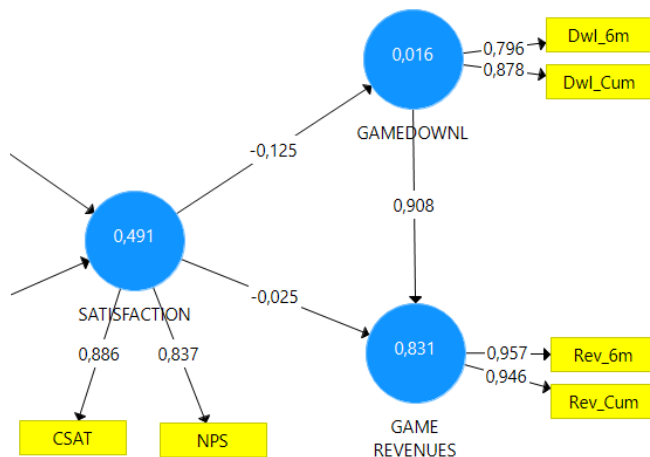 Dwl_6m
0,796
0,016
0,878
Dwl_Cum
GAMEDOWNL
-0,125
0,908
0,491
-0,025
SATISFACTION
0,886
0,837
0,831
0,957
Rev_6m
0,946
Rev_Cum
CSAT
NPS
GAME
REVENUES